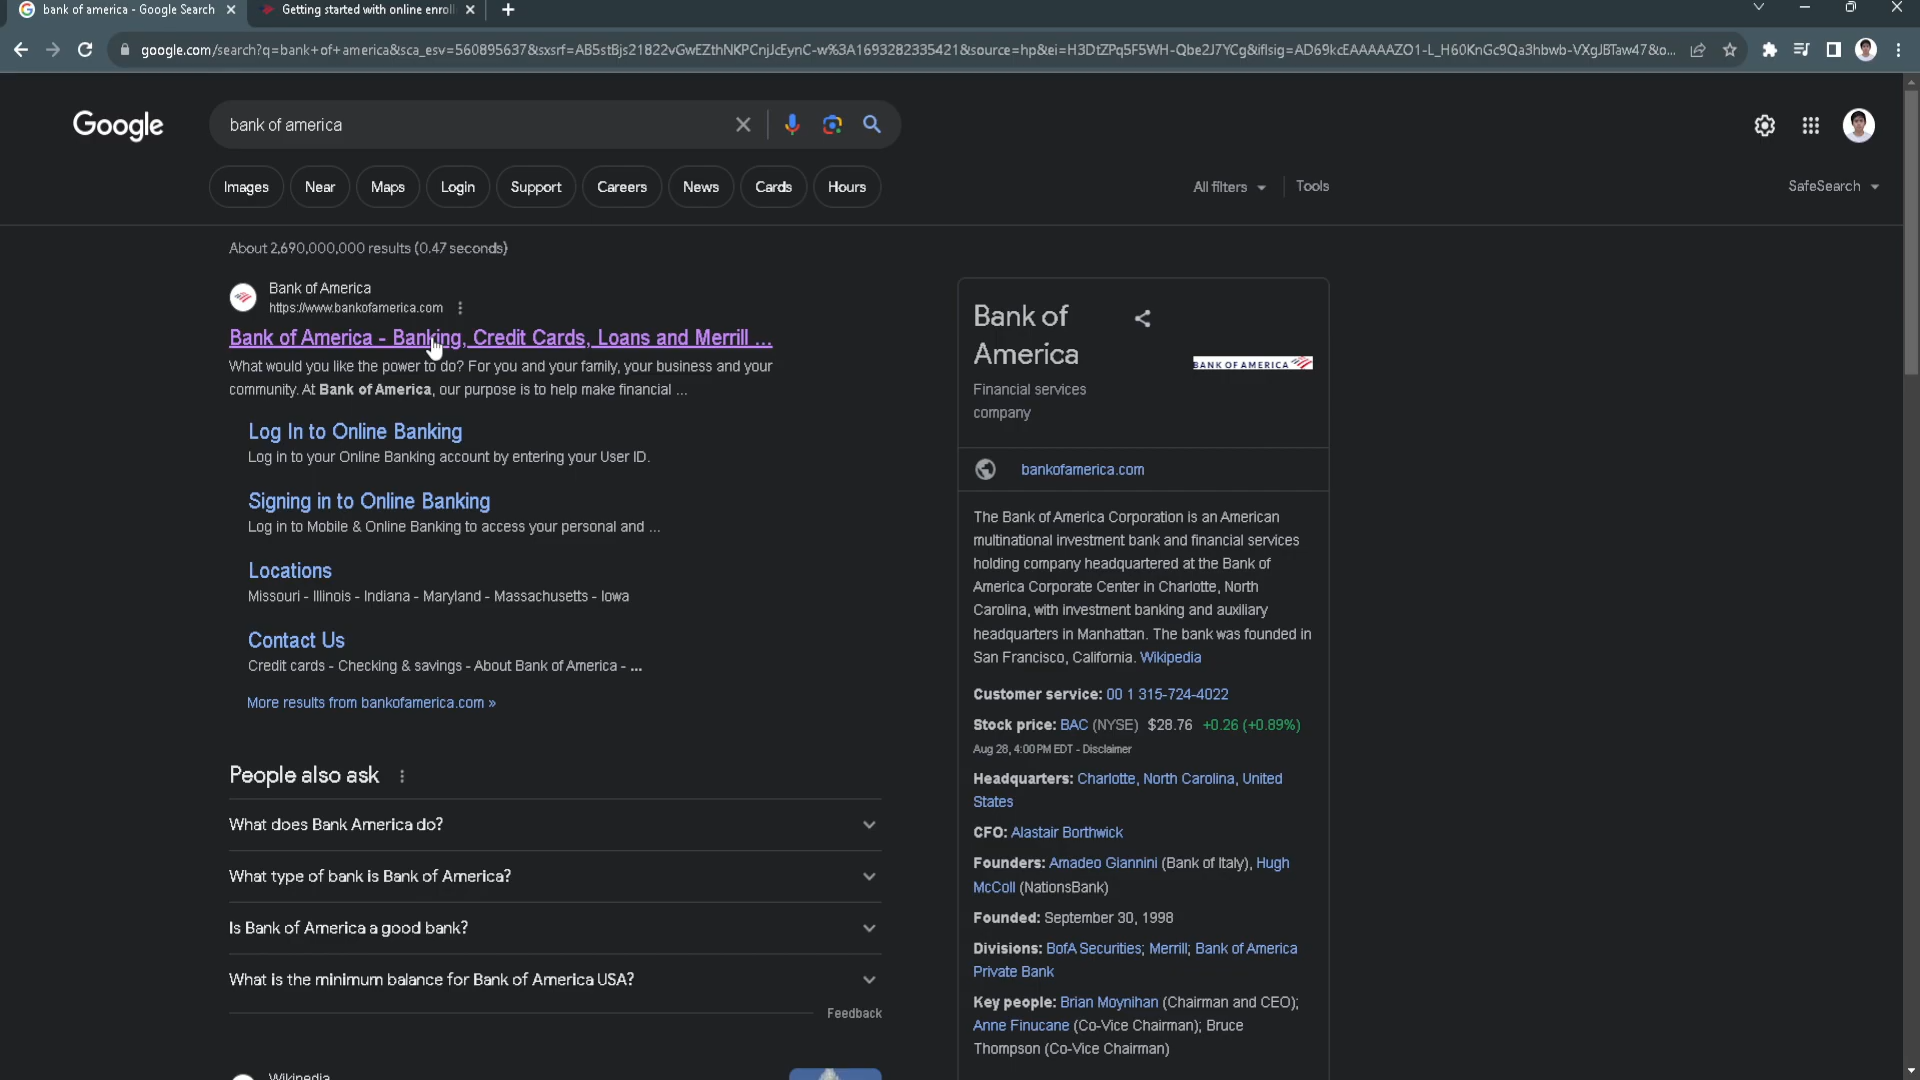 bank of america - Google Search
Getting started with online enroll
google.com/search?q=bank+of+america&sca_esv=560895637&sxsrf=AB5stBjs21822vGwEZthNKPCnjJcEynC-w%3A1693282335421&source=hp&ei=H3DtZPq5F5WH-Qbe2J7YCg&iflsig=AD69kcEAAAAAZO1-L_H60KnGc9Qa3hbwb-VXgJBTaw47&o...
Google
bank of america
Images
Near
Maps
Login
Support
Careers
News
Cards
Hours
All filters
Tools
SafeSearch
About 2,690,000,000 results (0.47 seconds)
Bank of America
https://www.bankofamerica.com
Bank of America - Banking, Credit Cards, Loans and Merrill ...
What would you like the power to do? For you and your family, your business and your
community. At Bank of America, our purpose is to help make financial ...
Log In to Online Banking
Log in to your Online Banking account by entering your User ID.
Signing in to Online Banking
Log in to Mobile & Online Banking to access your personal and ...
Locations
Missouri - Illinois - Indiana - Maryland - Massachusetts - Iowa
Contact Us
Credit cards - Checking & savings - About Bank of America - ...
More results from bankofamerica.com »
People also ask
What does Bank America do?
What type of bank is Bank of America?
Is Bank of America a good bank?
What is the minimum balance for Bank of America USA?
Feedback
Wikipedia
Bank of
America
BANK OF AMERICA
Financial services
company
bankofamerica.com
The Bank of America Corporation is an American
multinational investment bank and financial services
holding company headquartered at the Bank of
America Corporate Center in Charlotte, North
Carolina, with investment banking and auxiliary
headquarters in Manhattan. The bank was founded in
San Francisco, California. Wikipedia
Customer service: 00 1 315-724-4022
Stock price: BAC (NYSE) $28.76 +0.26 (+0.89%)
Aug 28, 4:00 PM EDT - Disclaimer
Headquarters: Charlotte, North Carolina, United
States
CFO: Alastair Borthwick
Founders: Amadeo Giannini (Bank of Italy), Hugh
McColl (NationsBank)
Founded: September 30, 1998
Divisions: BofA Securities; Merrill; Bank of America
Private Bank
Key people: Brian Moynihan (Chairman and CEO);
Anne Finucane (Co-Vice Chairman); Bruce
Thompson (Co-Vice Chairman)